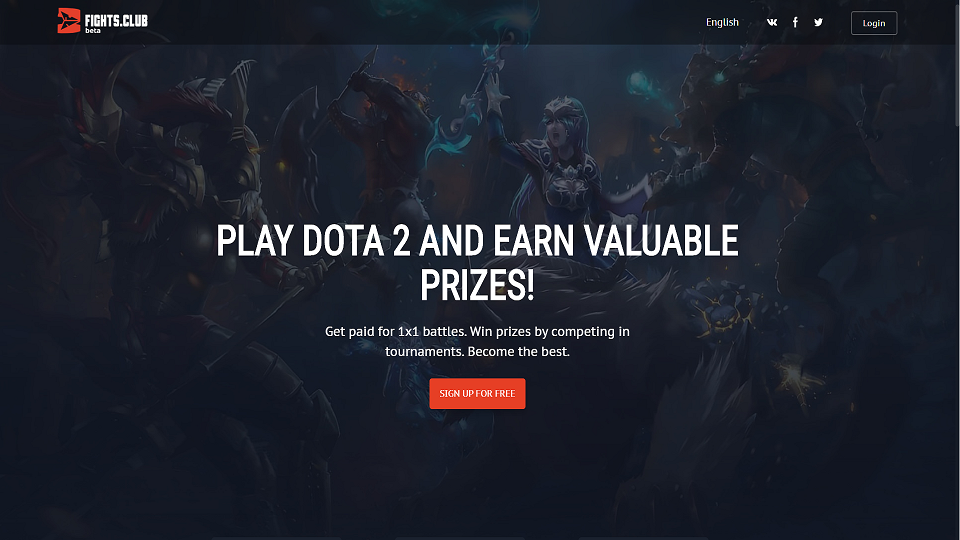 FIGHTS.CLUB
beta
English
Login
PLAY DOTA 2 AND EARN VALUABLE
PRIZES!
Get paid for 1x1 battles. Win prizes by competing in
tournaments. Become the best.
SIGN UP FOR FREE